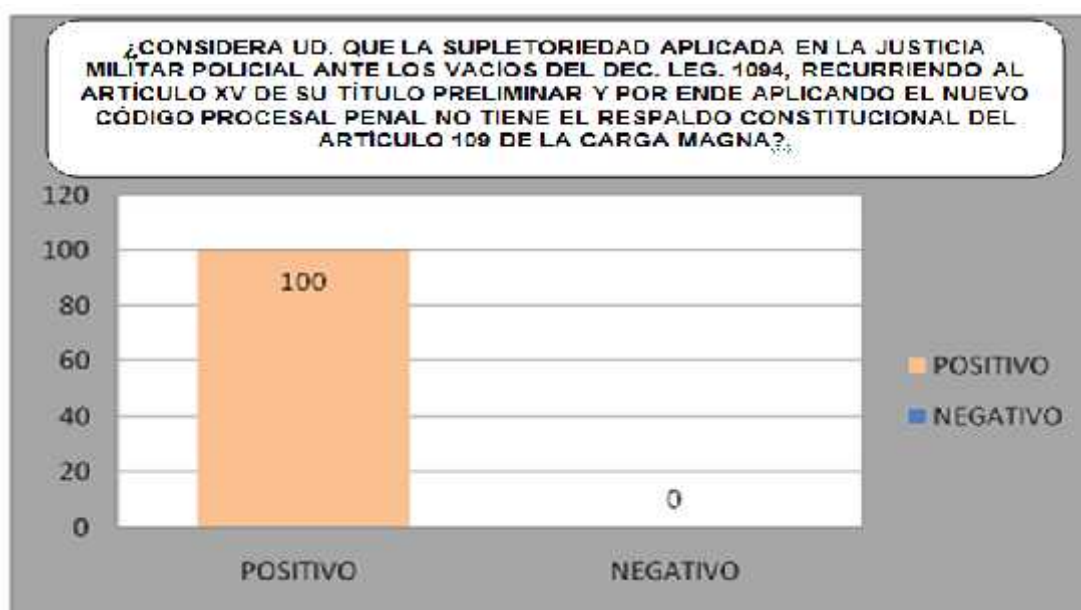 ¿CONSIDERA UD. QUE LA SUPLETORIEDAD APLICADA EN LA JUSTICIA
MILITAR POLICIAL ANTE LOS VACIOS DEL DEC. LEG. 1094, RECURRIENDO AL
ARTÍCULO XV DE SU TÍTULO PRELIMINAR Y POR ENDE APLICANDO EL NUEVO
CÓDIGO PROCESAL PENAL NO TIENE EL RESPALDO CONSTITUCIONAL DEL
ARTÍCULO 109 DE LA CARGA MAGNA?.
120
100
80
60
40
20
0
100
0
POSITIVO
NEGATIVO
POSITIVO
NEGATIVO